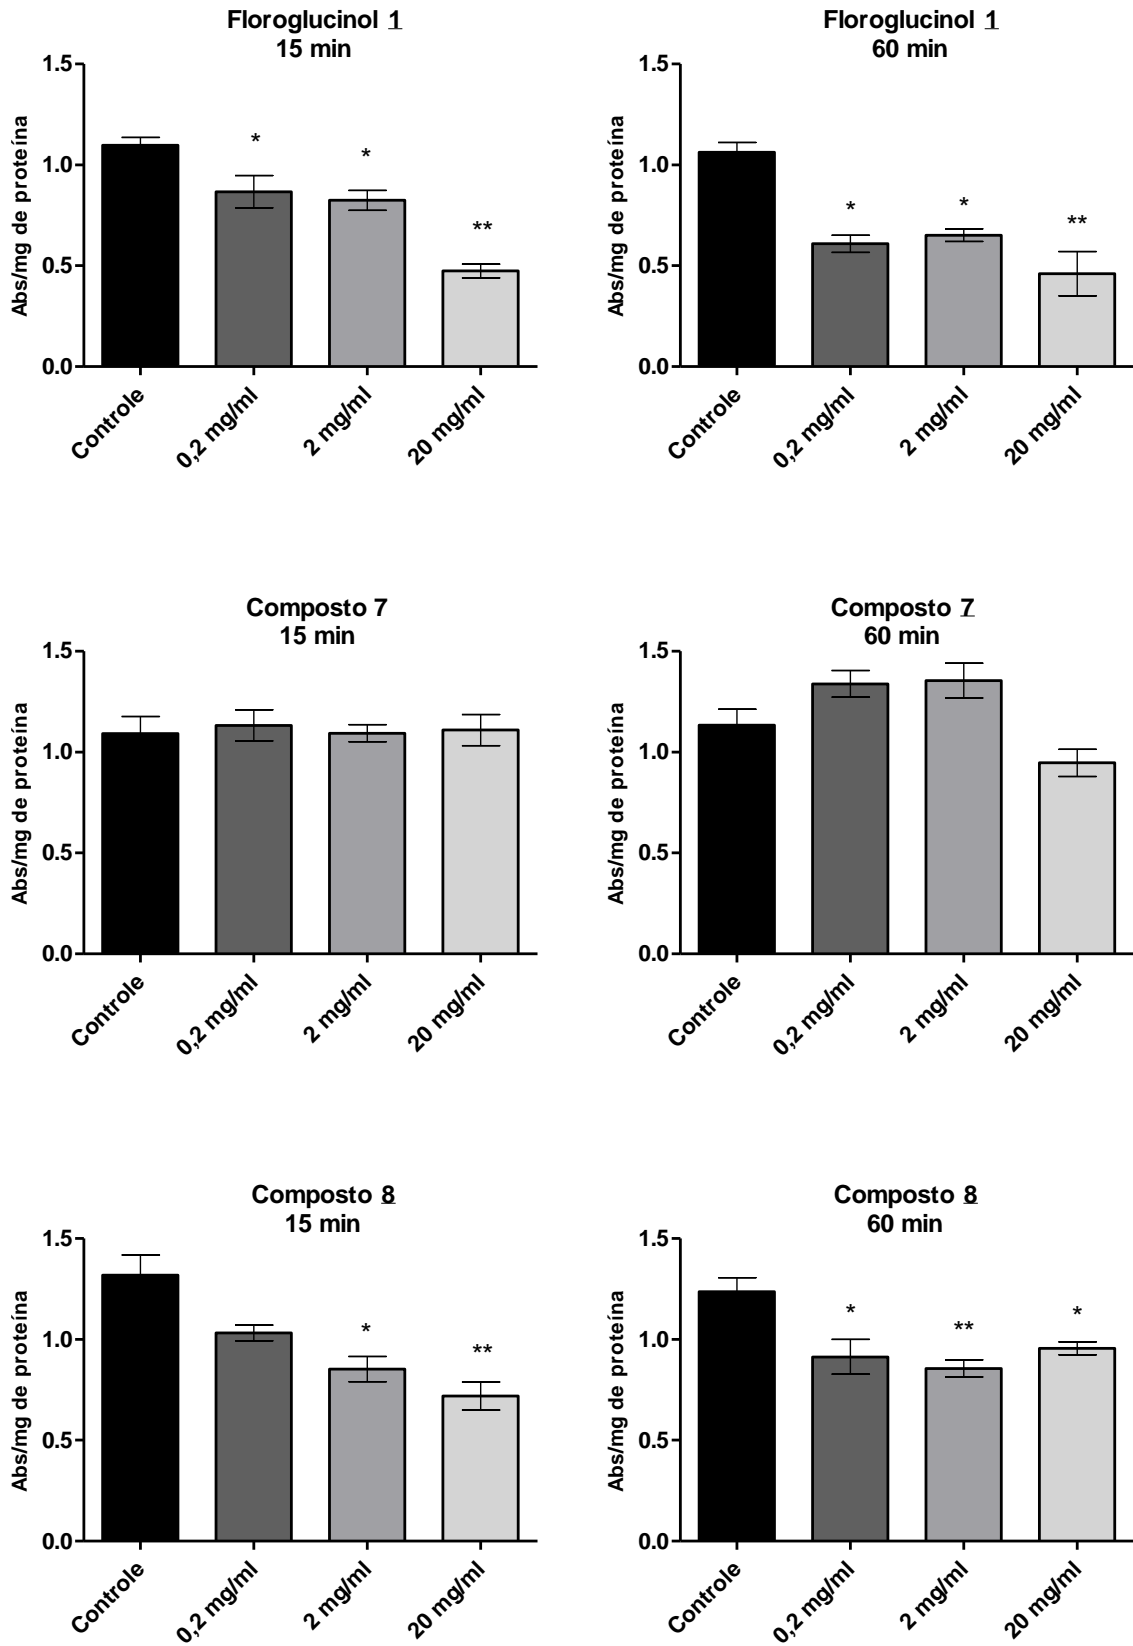 Floroglucinol 1
15 min
1.5
1.0
0.5
0.0
Abs/mg de proteína
*
*
**
Controle
0,2 mg/ml
2 mg/ml
20 mg/ml
Floroglucinol 1
60 min
1.5
1.0
0.5
0.0
Abs/mg de proteína
*
*
**
Controle
0,2 mg/ml
2 mg/ml
20 mg/ml
Composto 7
15 min
1.5
1.0
0.5
0.0
Abs/mg de proteína
Controle
0,2 mg/ml
2 mg/ml
20 mg/ml
Composto 7
60 min
1.5
1.0
0.5
0.0
Abs/mg de proteína
Controle
0,2 mg/ml
2 mg/ml
20 mg/ml
Composto 8
15 min
1.5
1.0
0.5
0.0
Abs/mg de proteína
*
**
Controle
0,2 mg/ml
2 mg/ml
20 mg/ml
Composto 8
60 min
1.5
1.0
0.5
0.0
Abs/mg de proteína
*
**
*
Controle
0,2 mg/ml
2 mg/ml
20 mg/ml